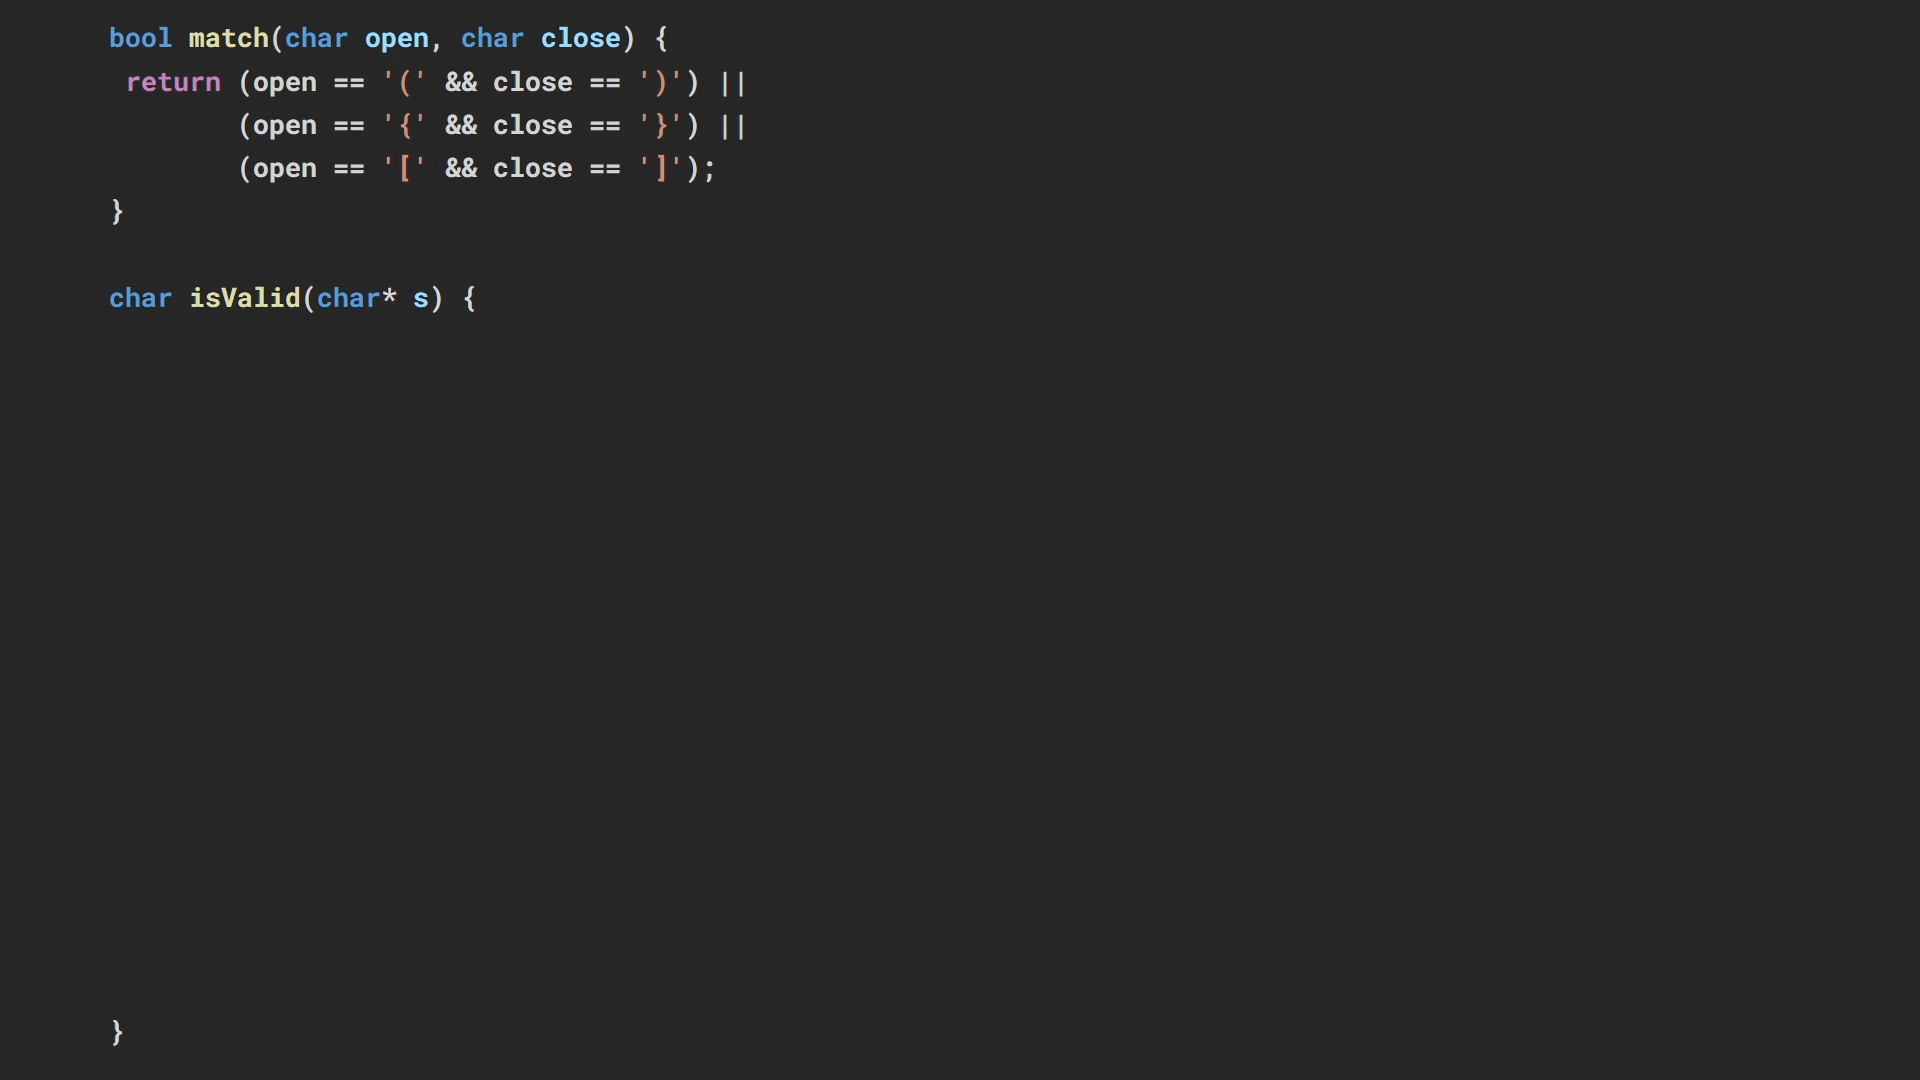 bool match(char open, char close) {
 return (open == '(' && close == ')') ||
        (open == '{' && close == '}') ||
        (open == '[' && close == ']');
}
char isValid(char* s) {
}